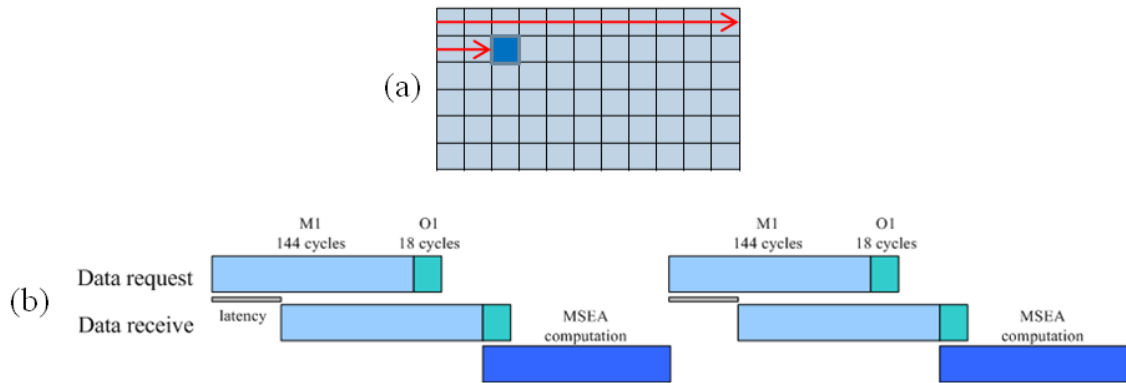 (a)
M1
144 cycles
O1
18 cycles
M1
144 cycles
O1
18 cycles
Data request
(b)
latency
Data receive
MSEA
computation
MSEA
computation